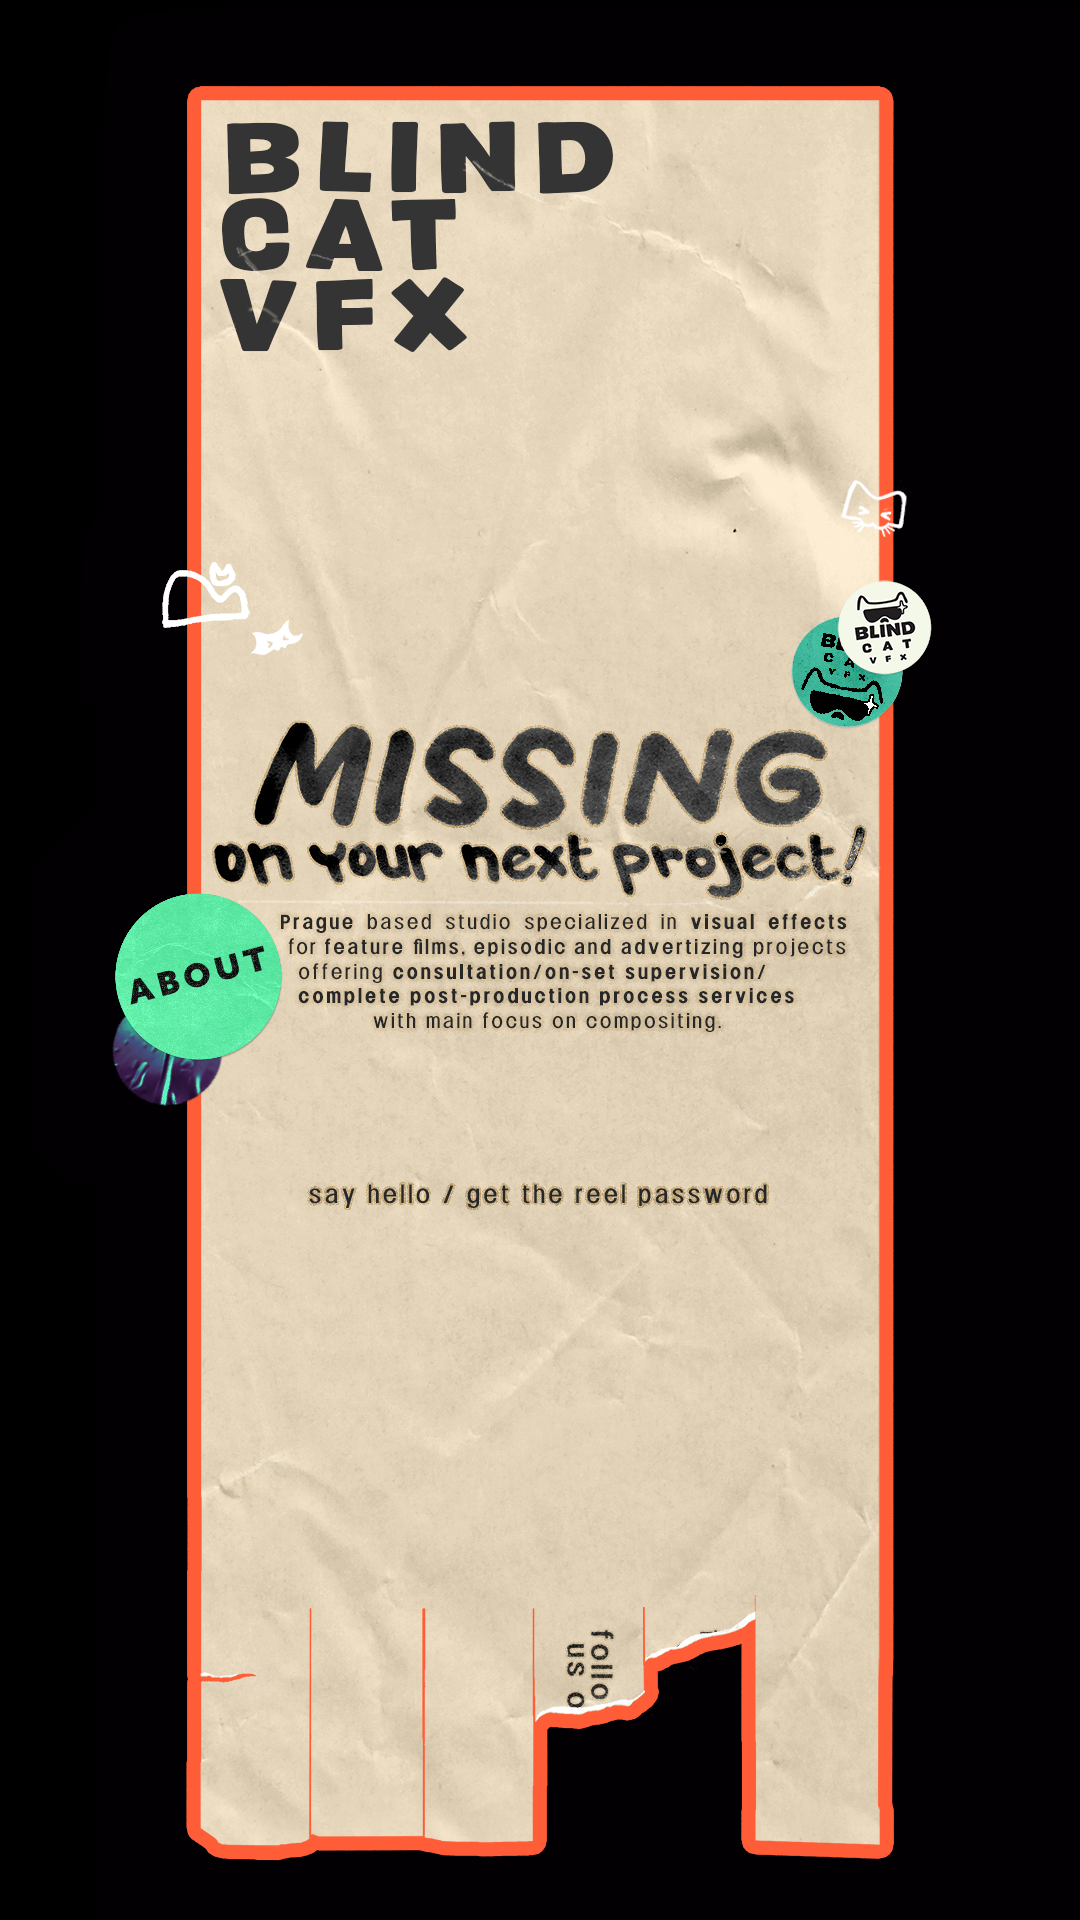 BLIND
CAT
VFX
BLIND
CAT
VFX
MISSING
on your next project!
ABOUT
Prague based studio specialized in visual effects
for feature films, episodic and advertizing projects
offering consultation/on-set supervision/
complete post-production process services
with main focus on compositing.
say hello / get the reel password
follo
us o